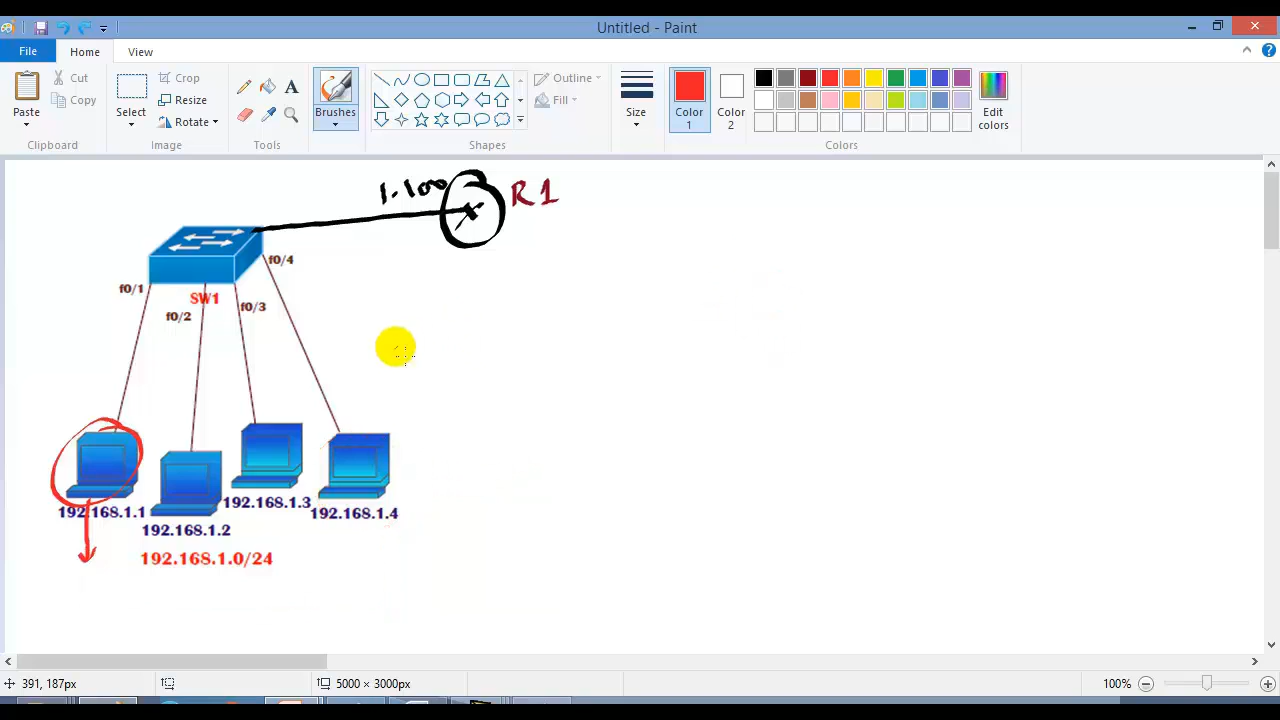 Untitled - Paint
File Home View
Paste
Cut
Copy
Clipboard
Select
Crop
Resize
Rotate
Image
A
Tools
Brushes
Outline
Fill
Shapes
Size
Color 1
Color 2
Edit colors
Colors
1.100
R1
f0/4
f0/1
SW1
f0/3
f0/2
192.168.1.1
192.168.1.3
192.168.1.4
192.168.1.2
192.168.1.0/24
391, 187px
5000 × 3000px
100%